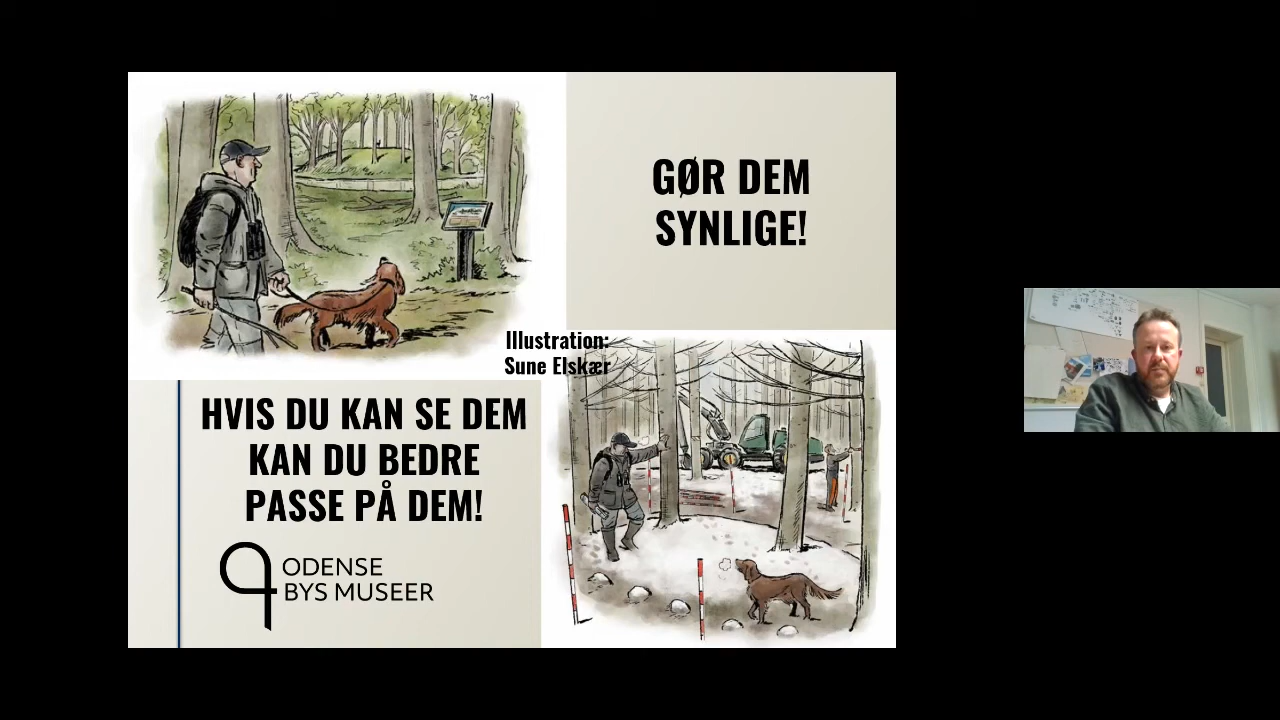 GØR DEM
SYNLIGE!
Illustration:
Sune Elskær
HVIS DU KAN SE DEM
KAN DU BEDRE
PASSE PÅ DEM!
ODENSE
BYS MUSEER